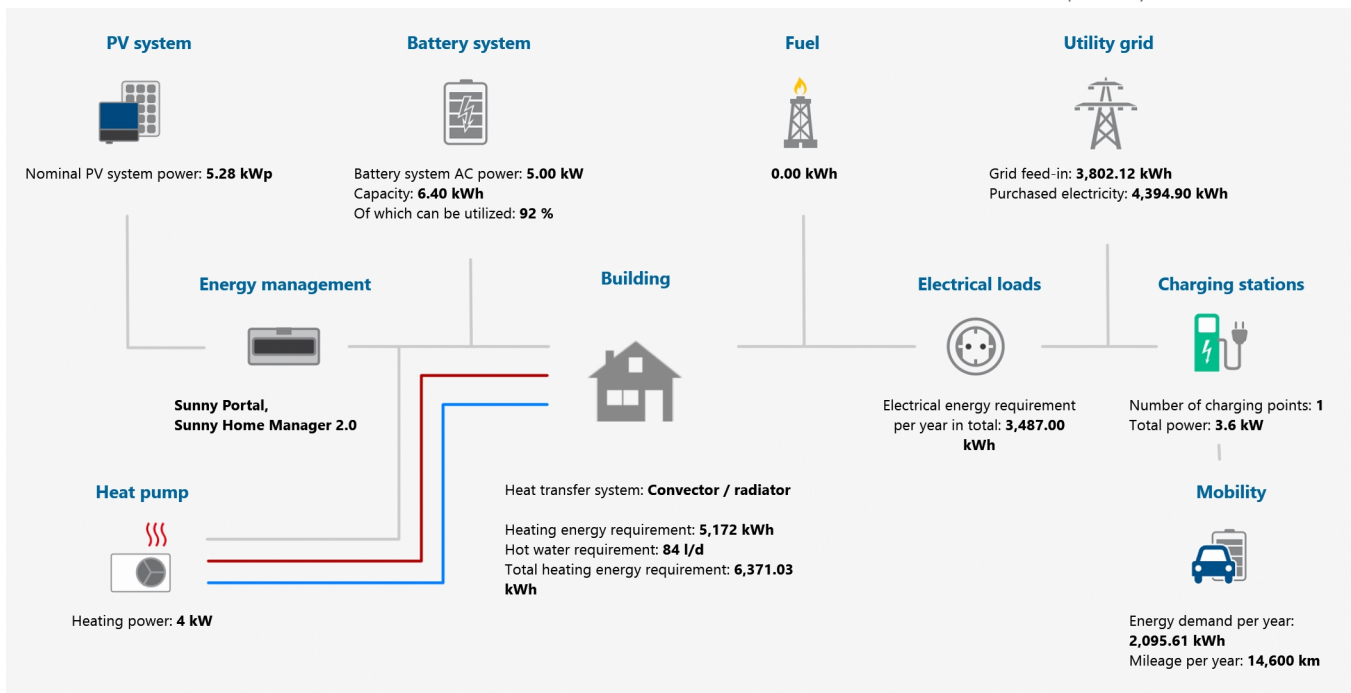 PV system
Battery system
Fuel
Utility grid
Nominal PV system power: 5.28 kWp
Battery system AC power: 5.00 kW
Capacity: 6.40 kWh
Of which can be utilized: 92 %
0.00 kWh
Grid feed-in: 3,802.12 kWh
Purchased electricity: 4,394.90 kWh
Energy management
Building
Electrical loads
Charging stations
Sunny Portal,
Sunny Home Manager 2.0
Electrical energy requirement
per year in total: 3,487.00
kWh
Number of charging points: 1
Total power: 3.6 kW
Heat pump
Heat transfer system: Convector / radiator
Heating energy requirement: 5,172 kWh
Hot water requirement: 84 l/d
Total heating energy requirement: 6,371.03
kWh
Mobility
Heating power: 4 kW
Energy demand per year:
2,095.61 kWh
Mileage per year: 14,600 km